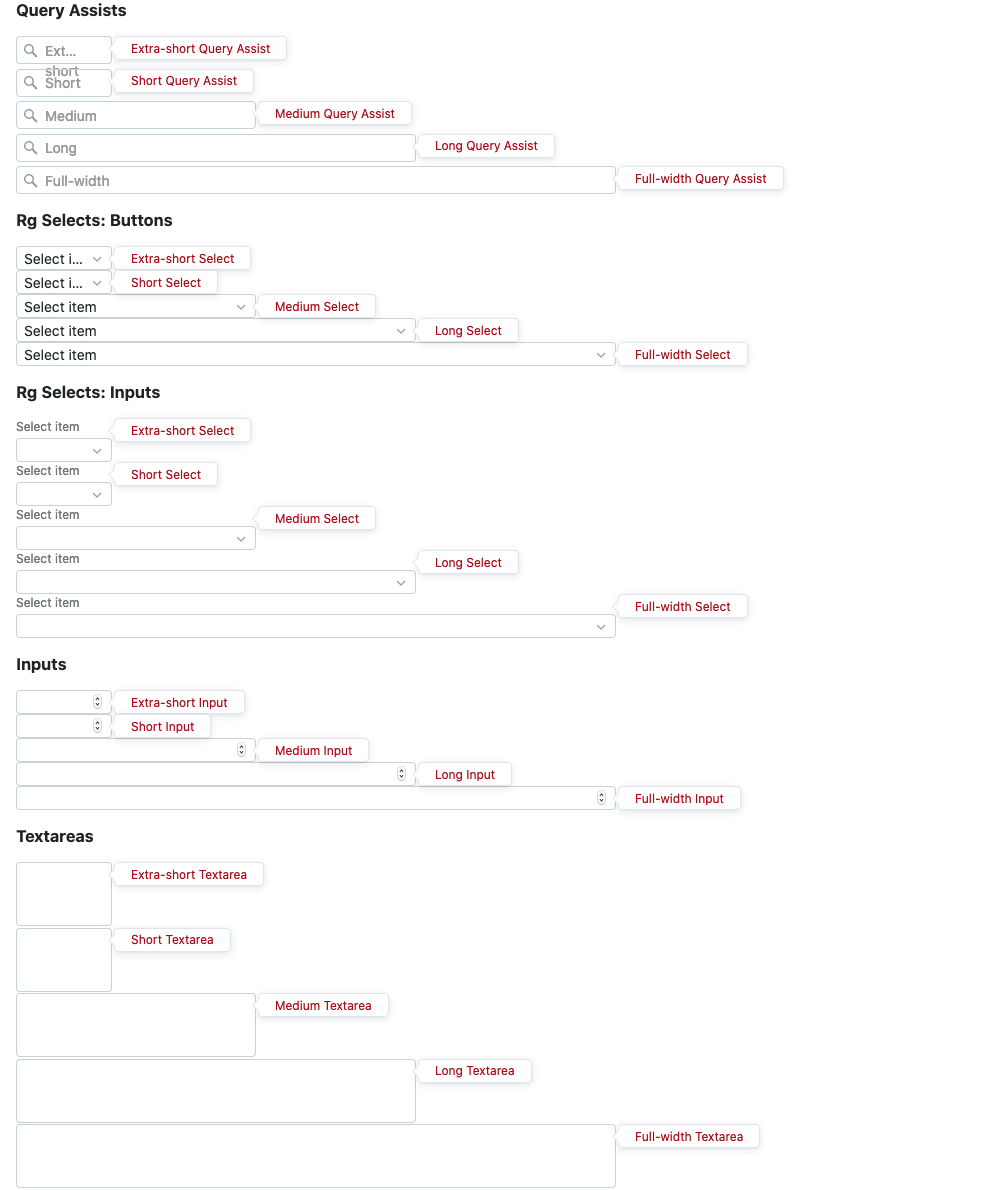 Query Assists
Ext...
short
Extra-short Query Assist
Short
Short Query Assist
Medium
Medium Query Assist
Long
Long Query Assist
Full-width
Full-width Query Assist
Rg Selects: Buttons
Select i...
Extra-short Select
Select i...
Short Select
Select item
Medium Select
Select item
Long Select
Select item
Full-width Select
Rg Selects: Inputs
Select item
Extra-short Select
Select item
Short Select
Select item
Medium Select
Select item
Long Select
Select item
Full-width Select
Inputs
Extra-short Input
Short Input
Medium Input
Long Input
Full-width Input
Textareas
Extra-short Textarea
Short Textarea
Medium Textarea
Long Textarea
Full-width Textarea